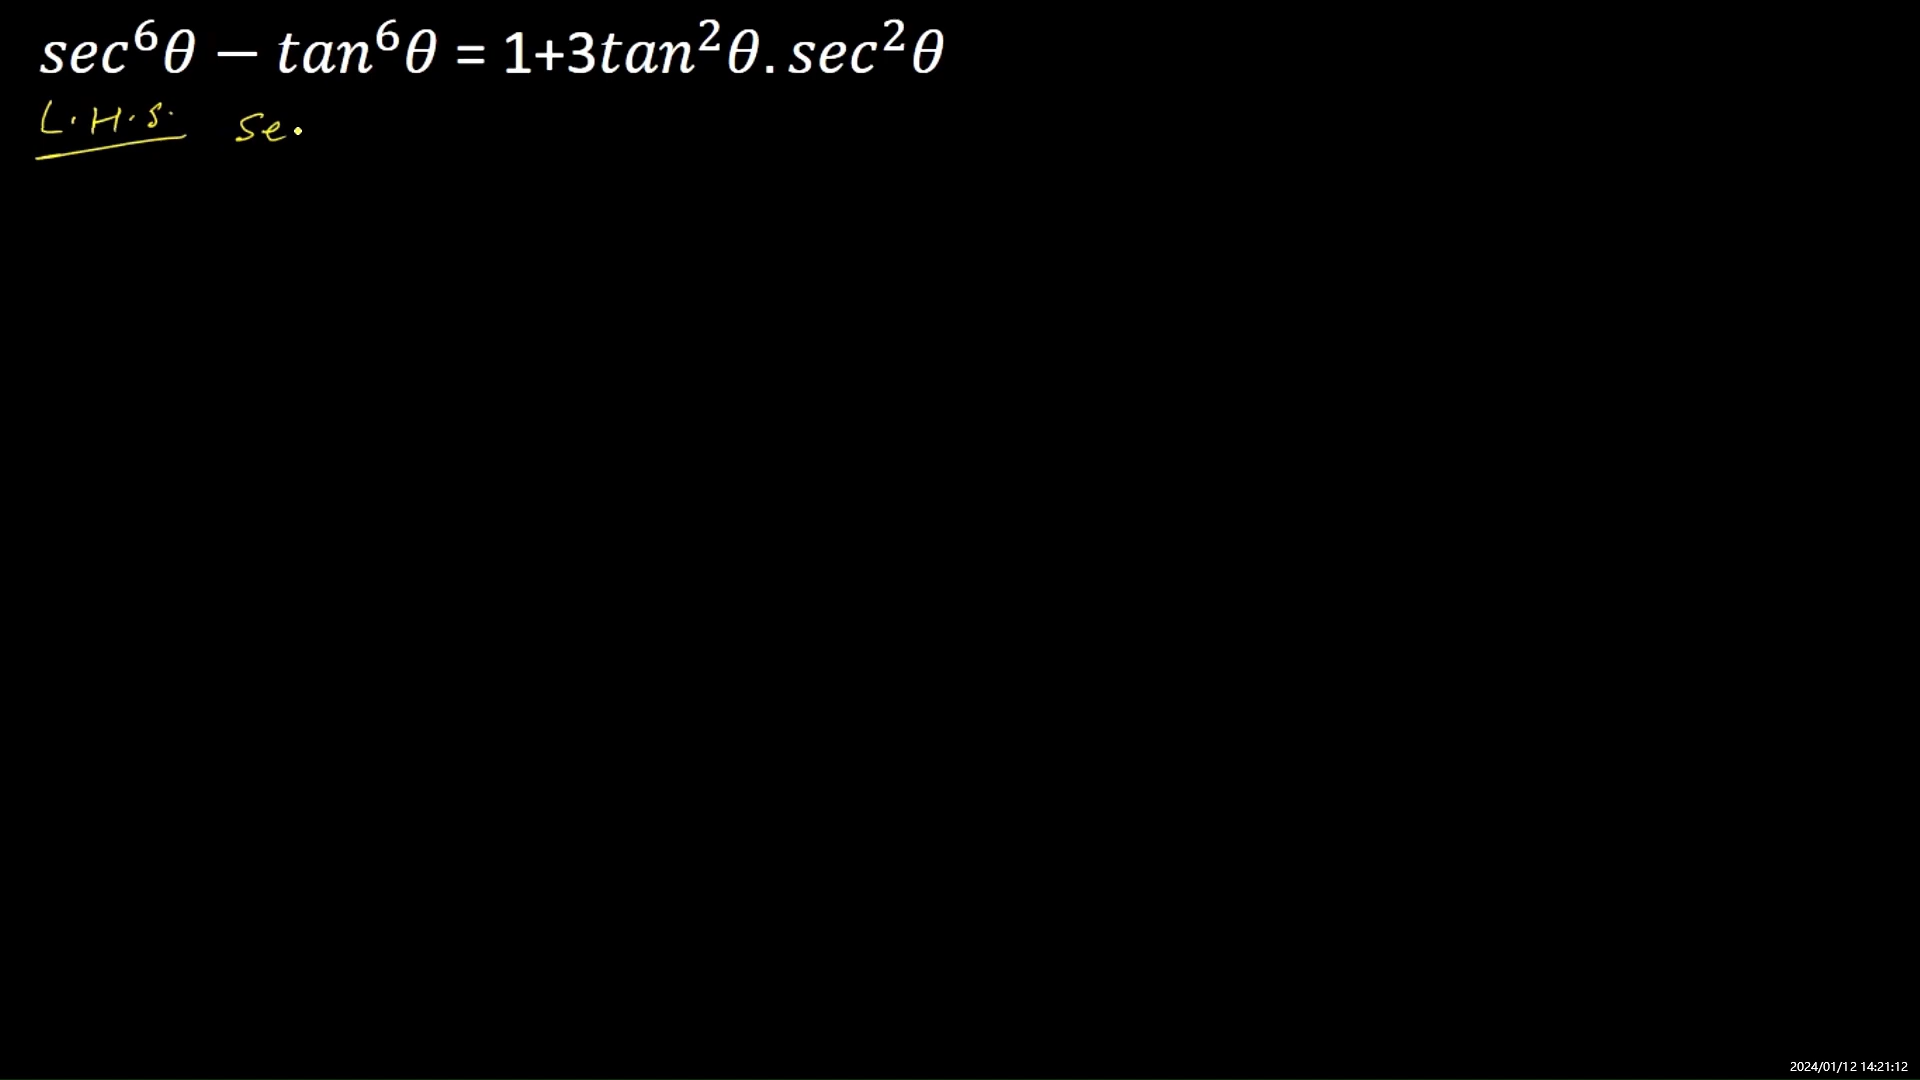 sec⁶θ − tan⁶θ = 1+3tan²θ. sec²θ
L.H.S. se
2024/01/12 14:21:12